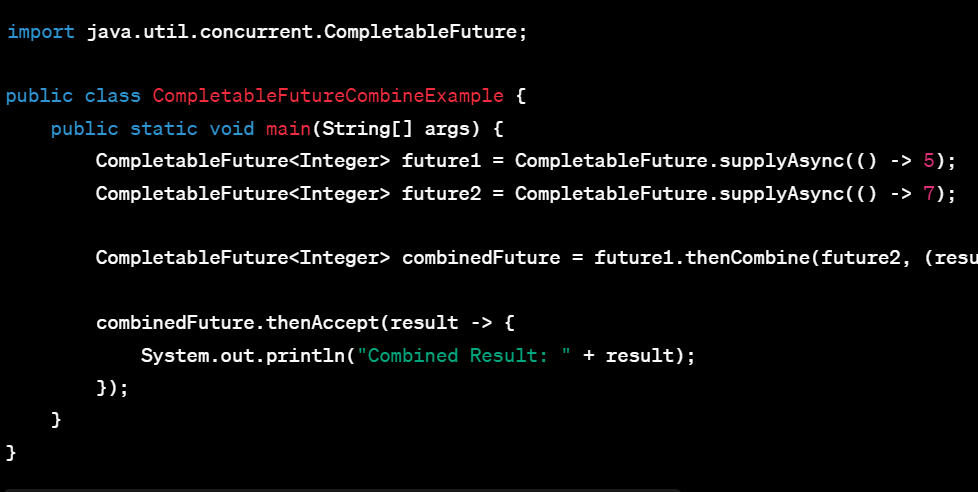 import java.util.concurrent.CompletableFuture;
public class CompletableFutureCombineExample {
public static void main(String[] args) {
CompletableFuture<Integer> future1 = CompletableFuture.supplyAsync(() -> 5);
CompletableFuture<Integer> future2 = CompletableFuture.supplyAsync(() -> 7);
CompletableFuture<Integer> combinedFuture = future1.thenCombine(future2, (resu
combinedFuture.thenAccept(result -> {
System.out.println("Combined Result: " + result);
});
}
}